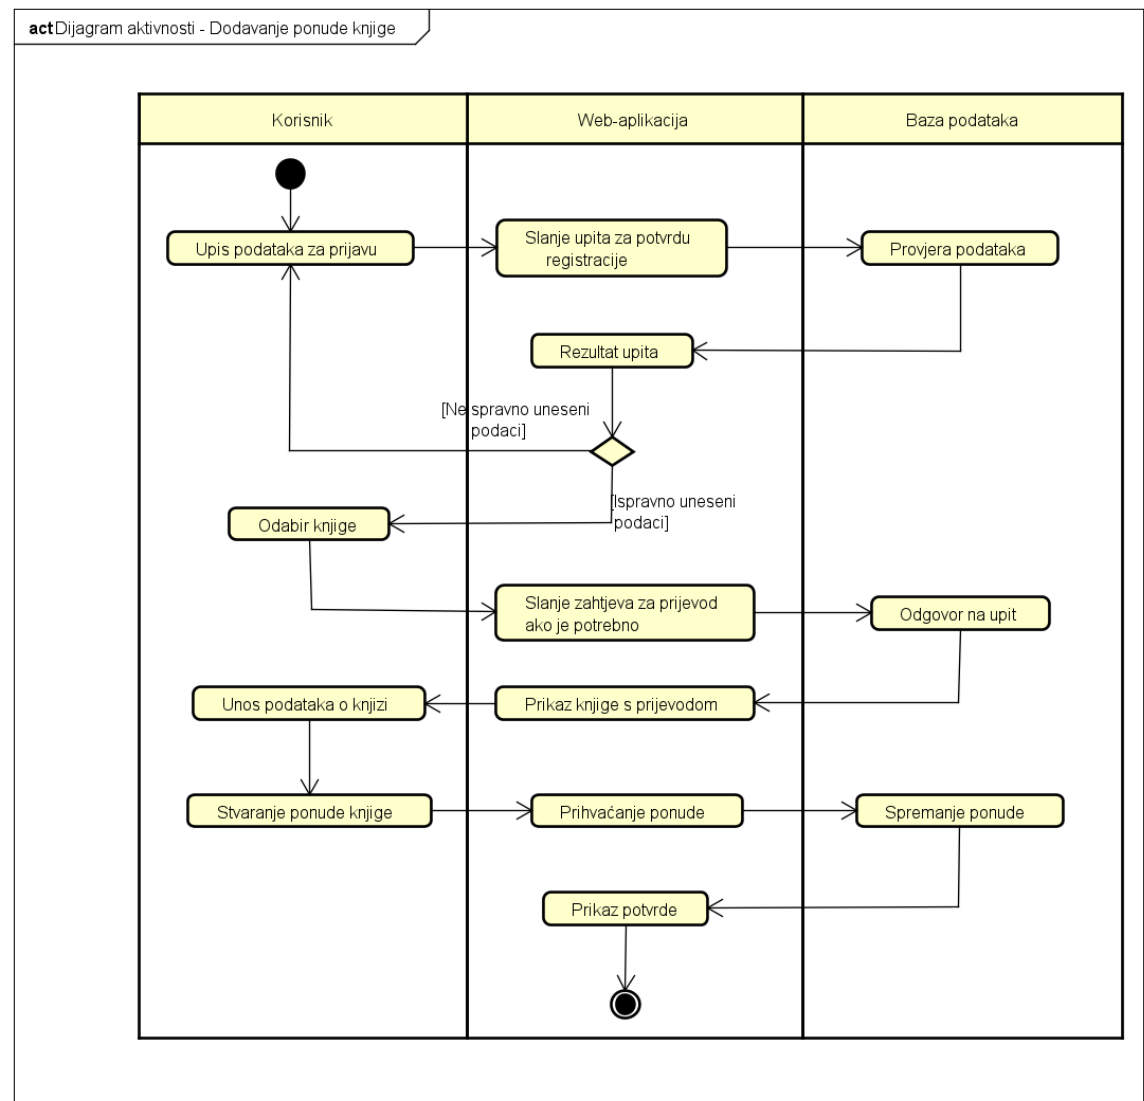 act Dijagram aktivnosti - Dodavanje ponude knjige
Korisnik
Web-aplikacija
Baza podataka
Upis podataka za prijavu
Slanje upita za potvrdu
registracije
Provjera podataka
Rezultat upita
[Ne spravno uneseni
podaci]
[Ispravno uneseni
podaci]
Odabir knjige
Slanje zahtjeva za prijevod
ako je potrebno
Odgovor na upit
Unos podataka o knjizi
Prikaz knjige s prijevodom
Stvaranje ponude knjige
Prihvaćanje ponude
Spremanje ponude
Prikaz potvrde